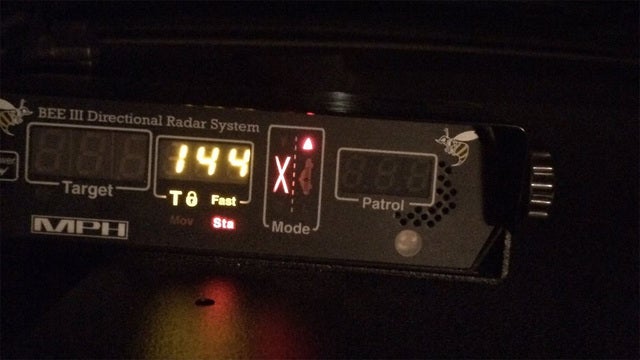 BEE III Directional Radar System
144
Target
T Fast
Patrol
Mov Sta
Mode
MPH